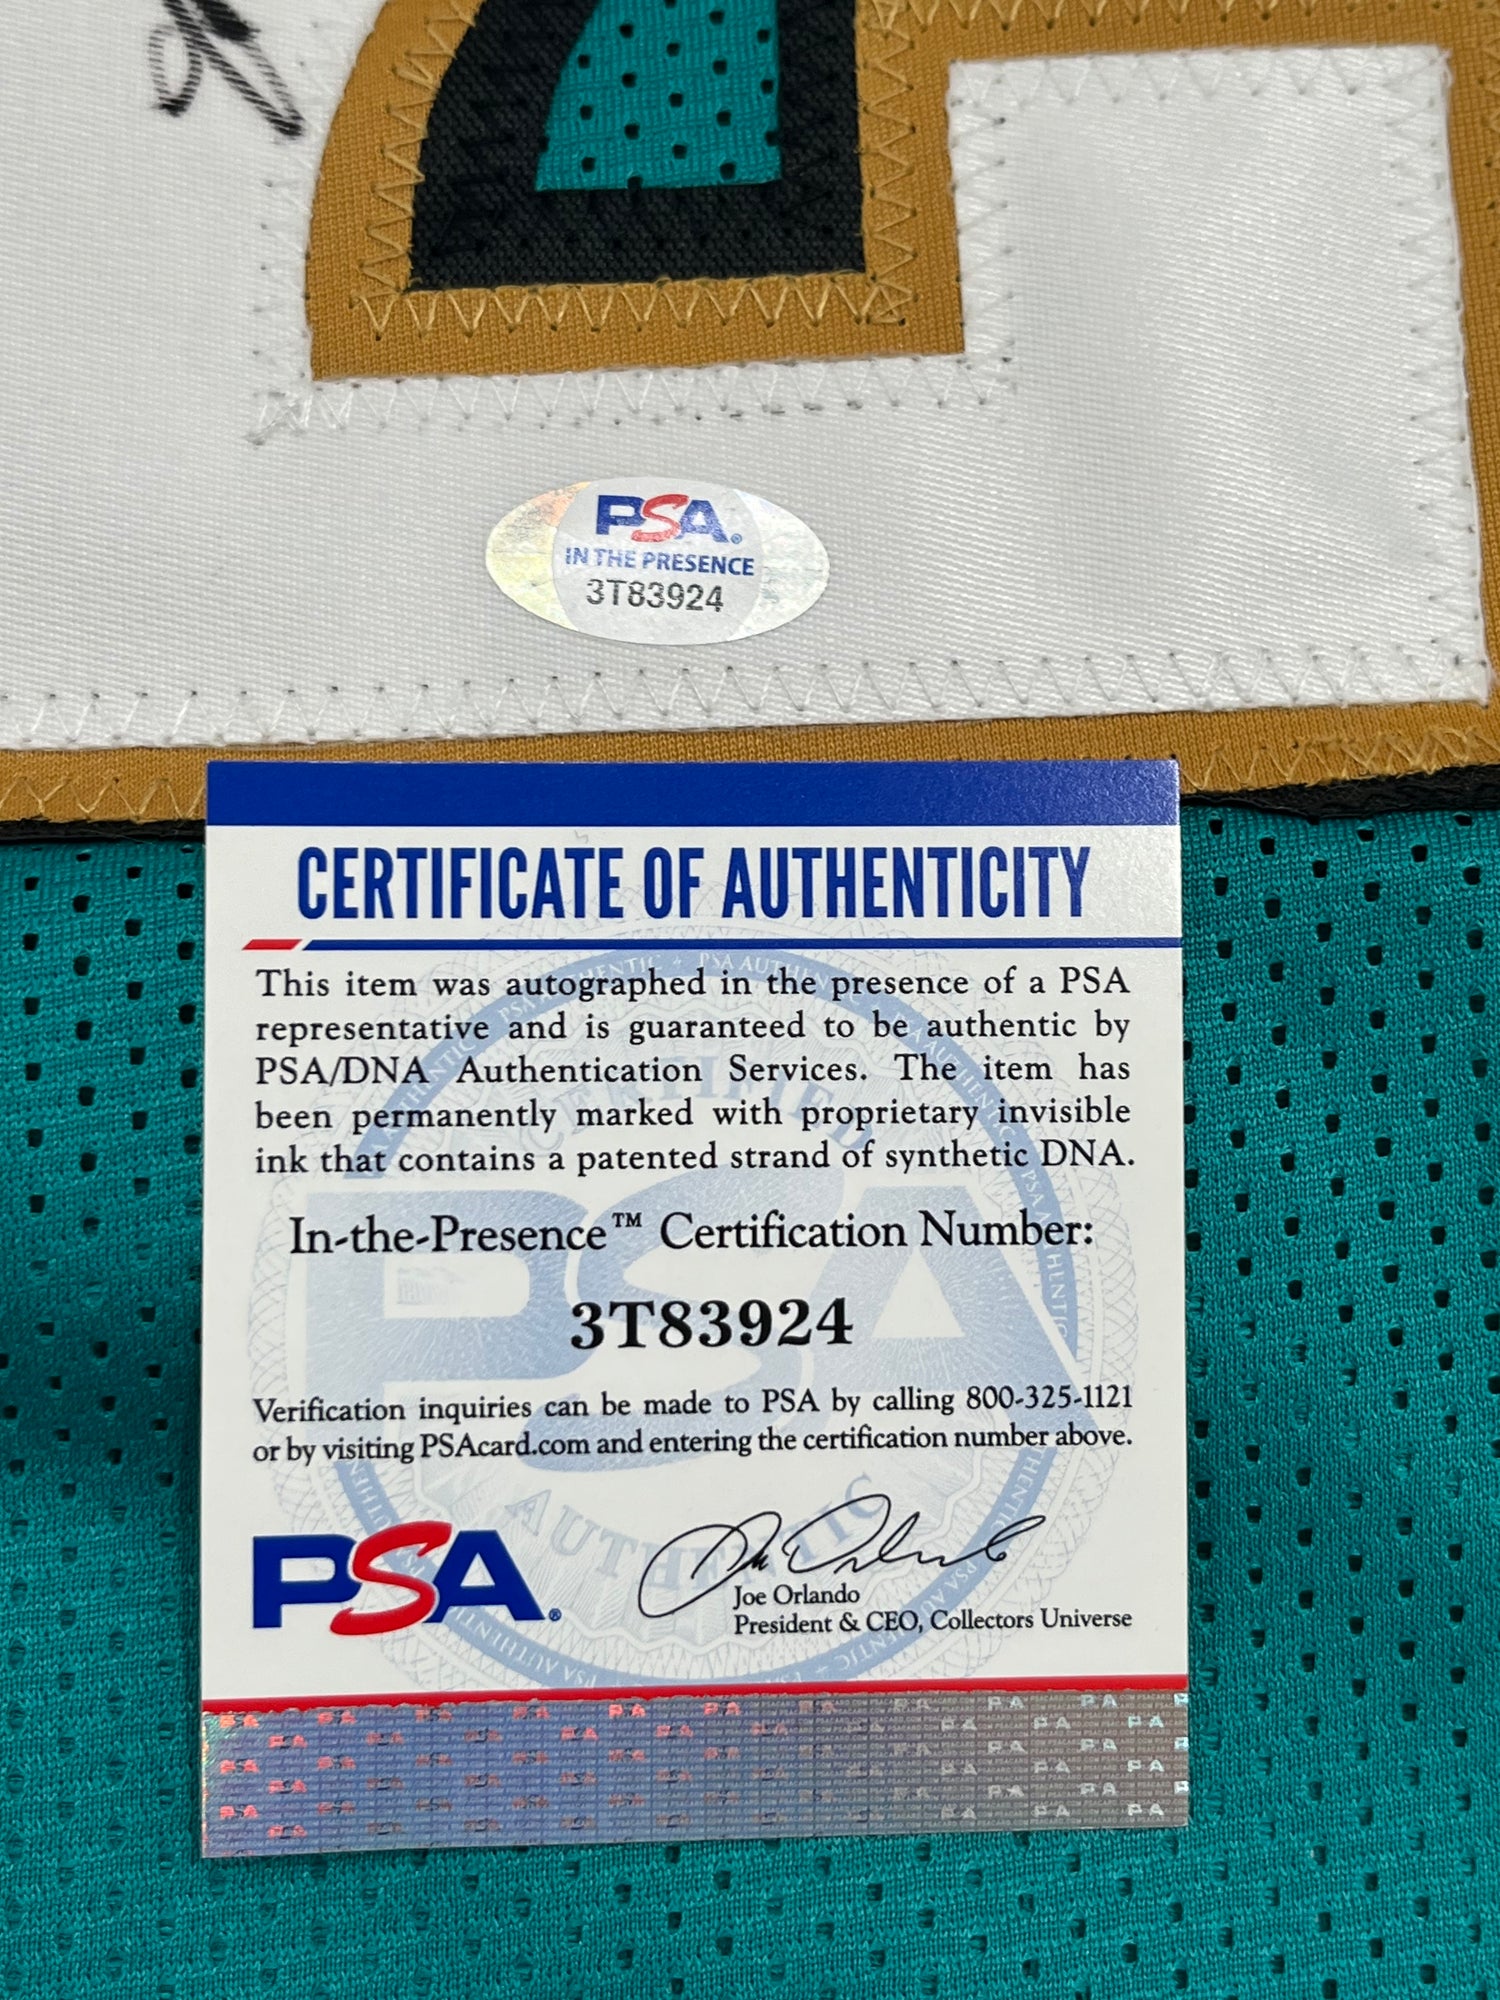 PSA®
IN THE PRESENCE
3T83924
CERTIFICATE OF AUTHENTICITY
This item was autographed in the presence of a PSA
representative and is guaranteed to be authentic by
PSA/DNA Authentication Services. The item has
been permanently marked with proprietary invisible
ink that contains a patented strand of synthetic DNA.
In-the-Presence™ Certification Number:
3T83924
Verification inquiries can be made to PSA by calling 800-325-1121
or by visiting PSAcard.com and entering the certification number above.
PSA®
Joe Orlando
President & CEO, Collectors Universe
CERTIFIED
PSA
AUTHENTIC